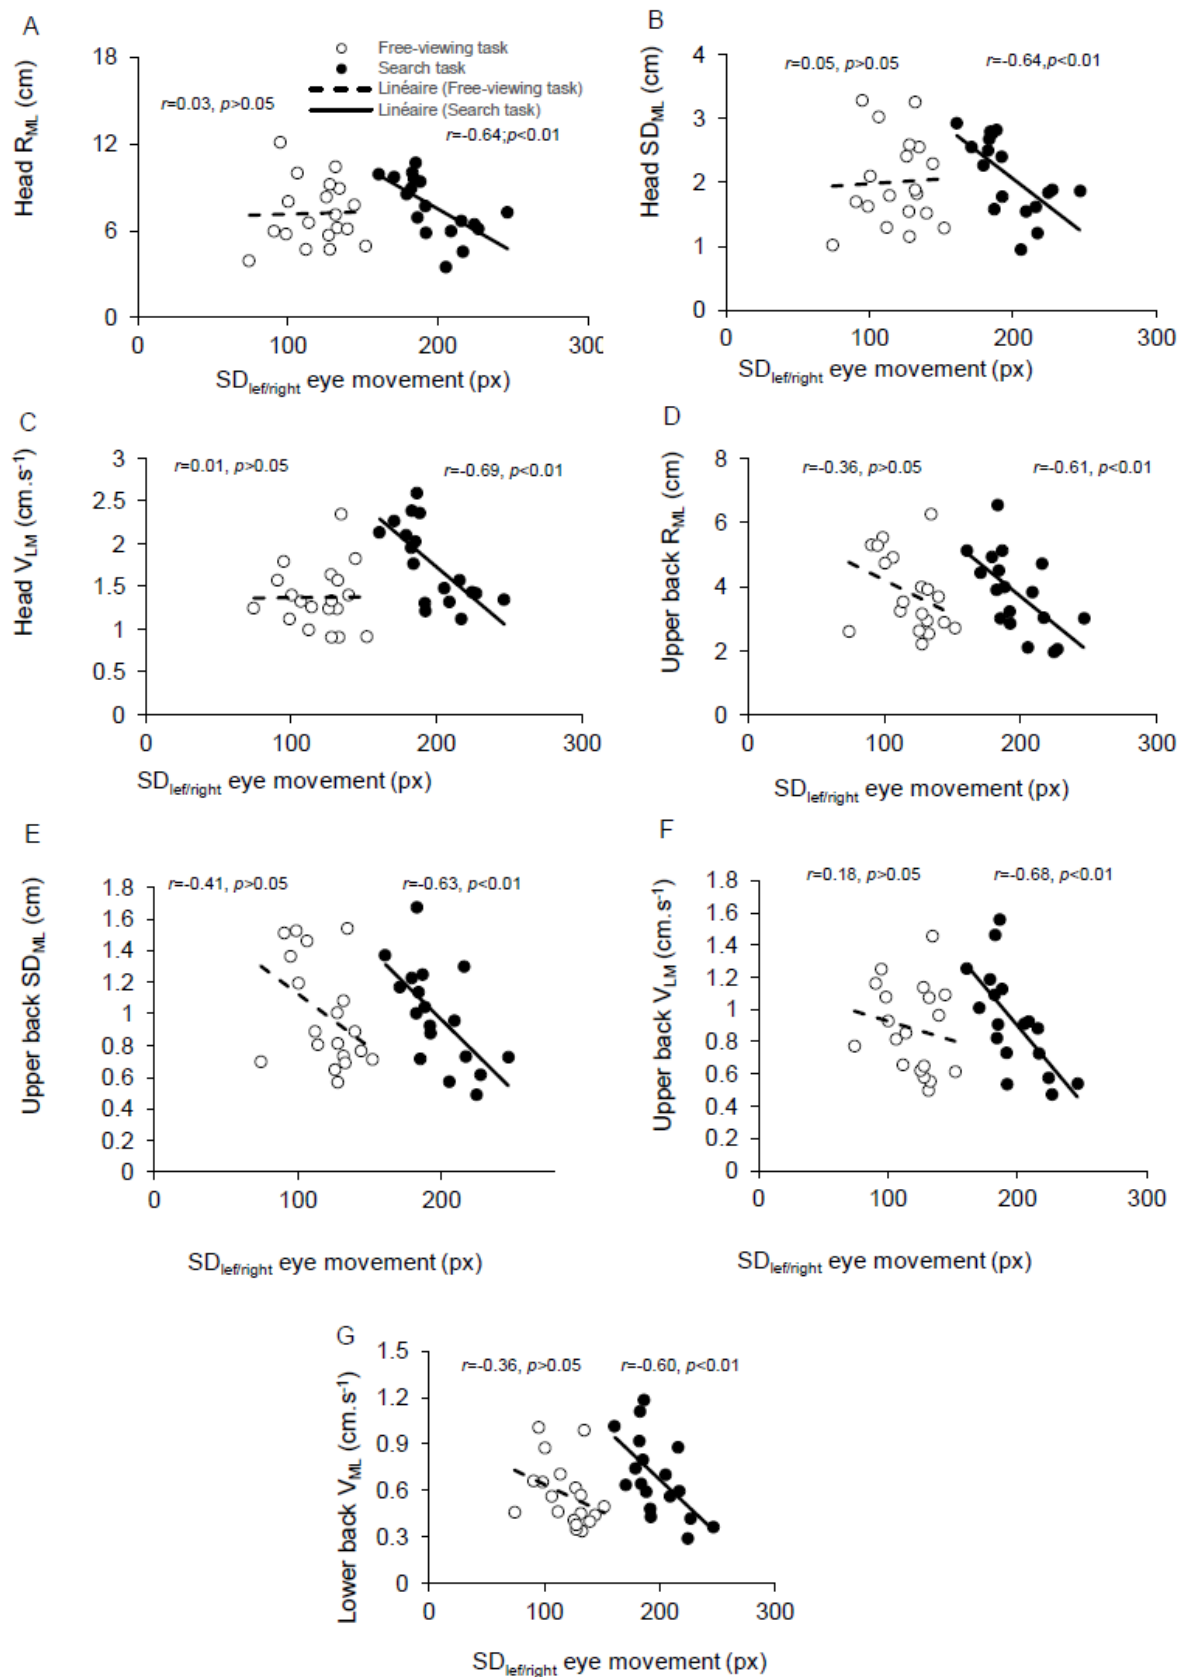 A
Free-viewing task
Search task
Linéaire (Free-viewing task)
Linéaire (Search task)
r=0.03, p>0.05
r=-0.64;p<0.01
Head R_ML (cm)
18
12
6
0
0 100 200 300
SD_lef/right eye movement (px)
B
r=0.05, p>0.05
r=-0.64,p<0.01
Head SD_ML (cm)
4
3
2
1
0
0 100 200 300
SD_lef/right eye movement (px)
C
r=0.01, p>0.05
r=-0.69, p<0.01
Head V_LM (cm.s⁻¹)
3
2.5
2
1.5
1
0.5
0
0 100 200 300
SD_lef/right eye movement (px)
D
r=-0.36, p>0.05
r=-0.61, p<0.01
Upper back R_ML (cm)
8
6
4
2
0
0 100 200 300
SD_lef/right eye movement (px)
E
r=-0.41, p>0.05
r=-0.63, p<0.01
Upper back SD_ML (cm)
1.8
1.6
1.4
1.2
1
0.8
0.6
0.4
0.2
0
0 100 200
SD_lef/right eye movement (px)
F
r=0.18, p>0.05
r=-0.68, p<0.01
Upper back V_LM (cm.s⁻¹)
1.8
1.6
1.4
1.2
1
0.8
0.6
0.4
0.2
0
0 100 200 300
SD_lef/right eye movement (px)
G
r=-0.36, p>0.05
r=-0.60, p<0.01
Lower back V_ML (cm.s⁻¹)
1.5
1.2
0.9
0.6
0.3
0
0 100 200 300
SD_lef/right eye movement (px)